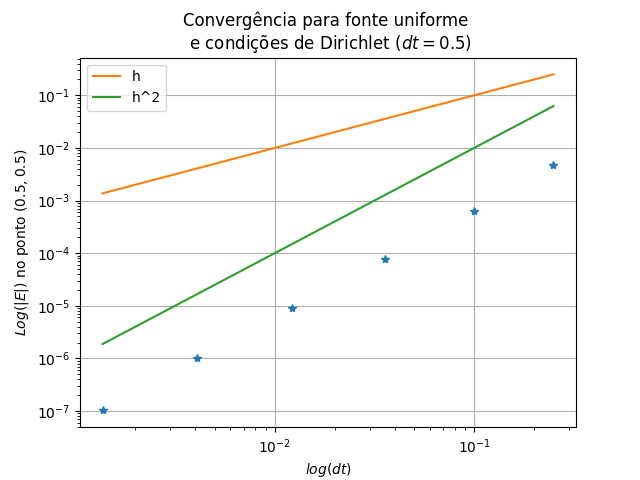 Convergência para fonte uniforme
e condições de Dirichlet (dt = 0.5)
h
h^2
10^{-1}
10^{-2}
10^{-3}
10^{-4}
10^{-5}
10^{-6}
10^{-7}
Log(|E|) no ponto (0.5, 0.5)
10^{-2}
10^{-1}
log(dt)